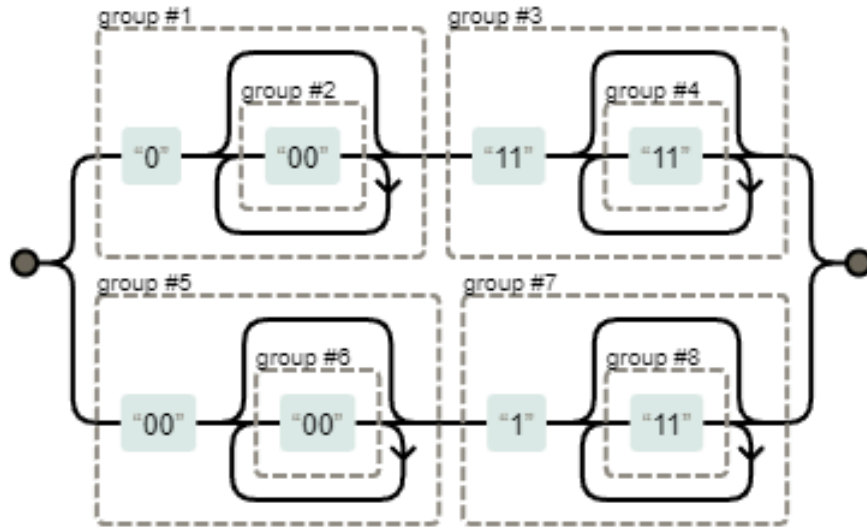 group #1 group #3
group #2 group #4
“0” “00” “11” “11”
group #5 group #7
group #6 group #8
“00” “00” “1” “11”